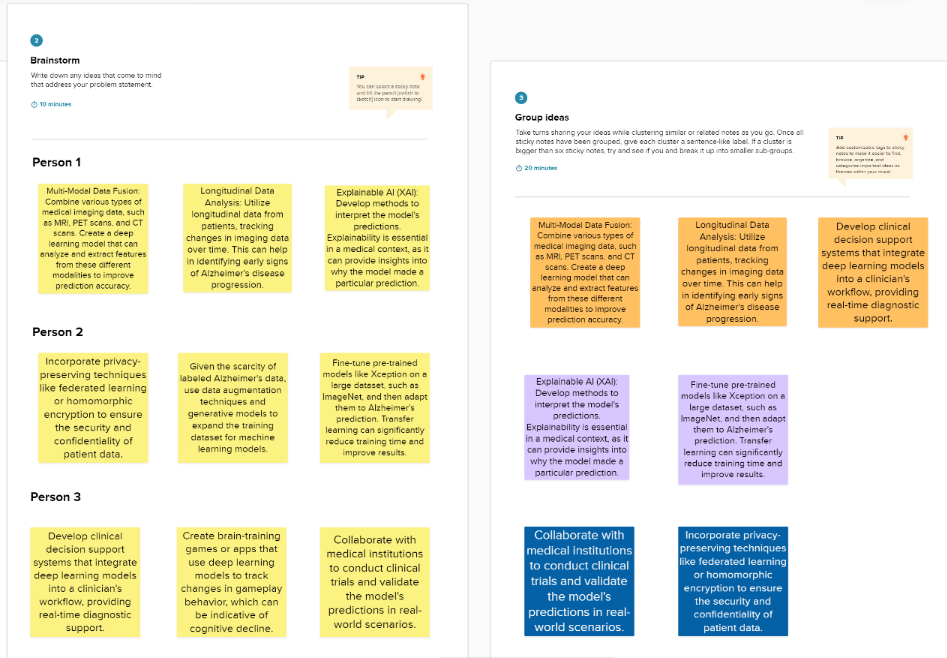 2
Brainstorm
Write down any ideas that come to mind
that address your problem statement.
10 minutes
TIP
You can select a sticky note
and hit the pencil [switch to
sketch] icon to start drawing!
Person 1
Multi-Modal Data Fusion:
Combine various types of
medical imaging data, such
as MRI, PET scans, and CT
scans. Create a deep
learning model that can
analyze and extract features
from these different
modalities to improve
prediction accuracy.
Longitudinal Data
Analysis: Utilize
longitudinal data from
patients, tracking
changes in imaging data
over time. This can help
in identifying early signs
of Alzheimer's disease
progression.
Explainable AI (XAI):
Develop methods to
interpret the model's
predictions.
Explainability is essential
in a medical context, as it
can provide insights into
why the model made a
particular prediction.
Person 2
Incorporate privacy-
preserving techniques
like federated learning
or homomorphic
encryption to ensure
the security and
confidentiality of
patient data.
Given the scarcity of
labeled Alzheimer's data,
use data augmentation
techniques and
generative models to
expand the training
dataset for machine
learning models.
Fine-tune pre-trained
models like Xception on a
large dataset, such as
ImageNet, and then adapt
them to Alzheimer's
prediction. Transfer
learning can significantly
reduce training time and
improve results.
Person 3
Develop clinical
decision support
systems that integrate
deep learning models
into a clinician's
workflow, providing
real-time diagnostic
support.
Create brain-training
games or apps that
use deep learning
models to track
changes in gameplay
behavior, which can
be indicative of
cognitive decline.
Collaborate with
medical institutions
to conduct clinical
trials and validate
the model's
predictions in real-
world scenarios.
3
Group ideas
Take turns sharing your ideas while clustering similar or related notes as you go. Once all
sticky notes have been grouped, give each cluster a sentence-like label. If a cluster is
bigger than six sticky notes, try and see if you and break it up into smaller sub-groups.
20 minutes
TIP
Add customizable tags to sticky
notes to make it easier to find,
browse, organize, and
categorize important ideas as
themes within your mural.
Multi-Modal Data Fusion:
Combine various types of
medical imaging data, such
as MRI, PET scans, and CT
scans. Create a deep
learning model that can
analyze and extract features
from these different
modalities to improve
prediction accuracy.
Longitudinal Data
Analysis: Utilize
longitudinal data from
patients, tracking
changes in imaging data
over time. This can help
in identifying early signs
of Alzheimer's disease
progression.
Develop clinical
decision support
systems that integrate
deep learning models
into a clinician's
workflow, providing
real-time diagnostic
support.
Explainable AI (XAI):
Develop methods to
interpret the model's
predictions.
Explainability is essential
in a medical context, as it
can provide insights into
why the model made a
particular prediction.
Fine-tune pre-trained
models like Xception on a
large dataset, such as
ImageNet, and then adapt
them to Alzheimer's
prediction. Transfer
learning can significantly
reduce training time and
improve results.
Collaborate with
medical institutions
to conduct clinical
trials and validate
the model's
predictions in real-
world scenarios.
Incorporate privacy-
preserving techniques
like federated learning
or homomorphic
encryption to ensure
the security and
confidentiality of
patient data.